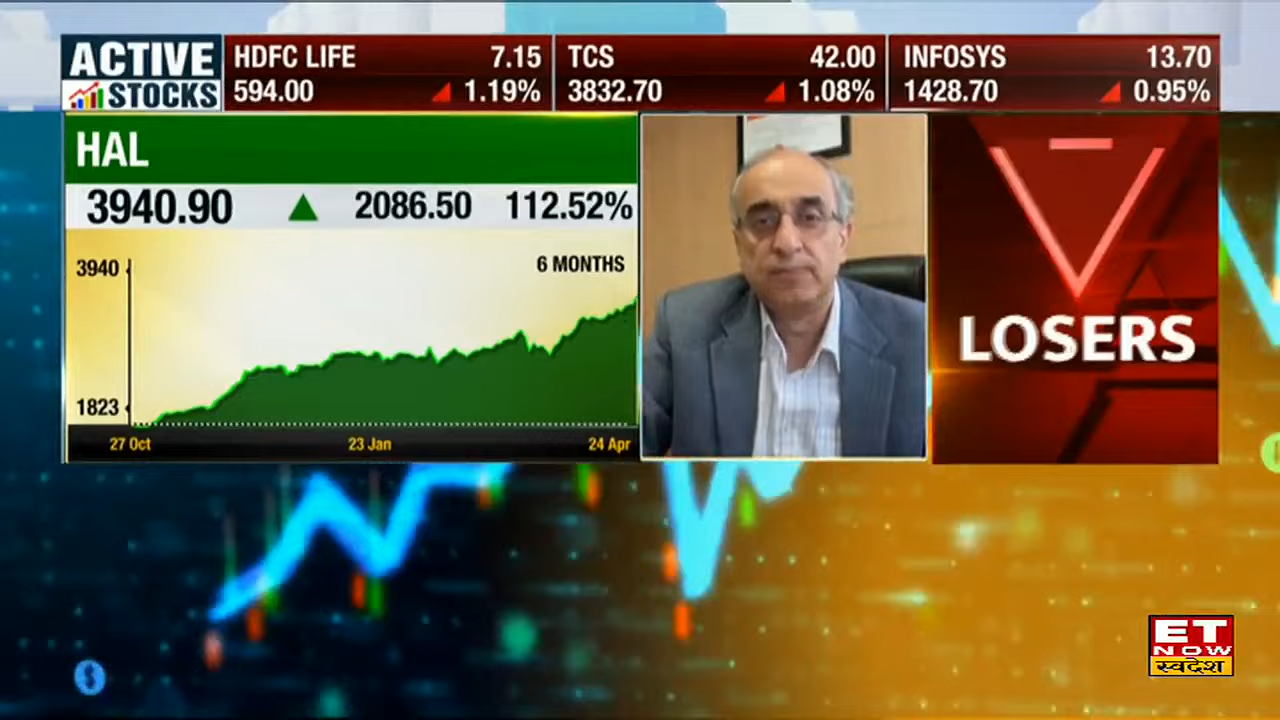 ACTIVE
STOCKS
HDFC LIFE 7.15
594.00 1.19%
TCS 42.00
3832.70 1.08%
INFOSYS 13.70
1428.70 0.95%
HAL
3940.90 2086.50 112.52%
6 MONTHS
3940
1823
27 Oct 23 Jan 24 Apr
LOSERS
$
ET
NOW
स्वदेश